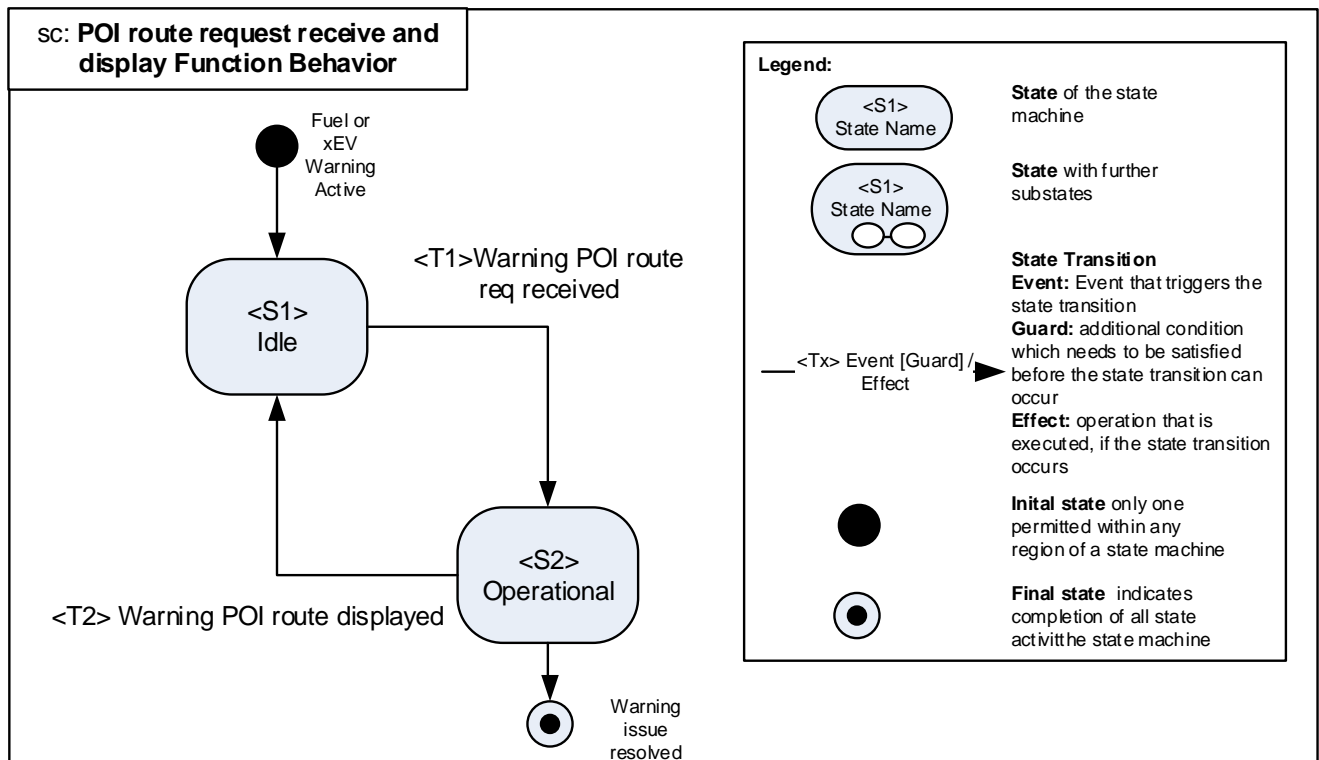 sc: POI route request receive and
display Function Behavior
Fuel or
xEV
Warning
Active
<S1>
Idle
<T1>Warning POI route
req received
<S2>
Operational
<T2> Warning POI route displayed
Warning
issue
resolved
Legend:
<S1>
State Name
State of the state
machine
<S1>
State Name
State with further
substates
State Transition
Event: Event that triggers the
state transition
Guard: additional condition
which needs to be satisfied
before the state transition can
occur
Effect: operation that is
executed, if the state transition
occurs
<Tx> Event [Guard] /
Effect
Inital state only one
permitted within any
region of a state machine
Final state indicates
completion of all state
activitthe state machine